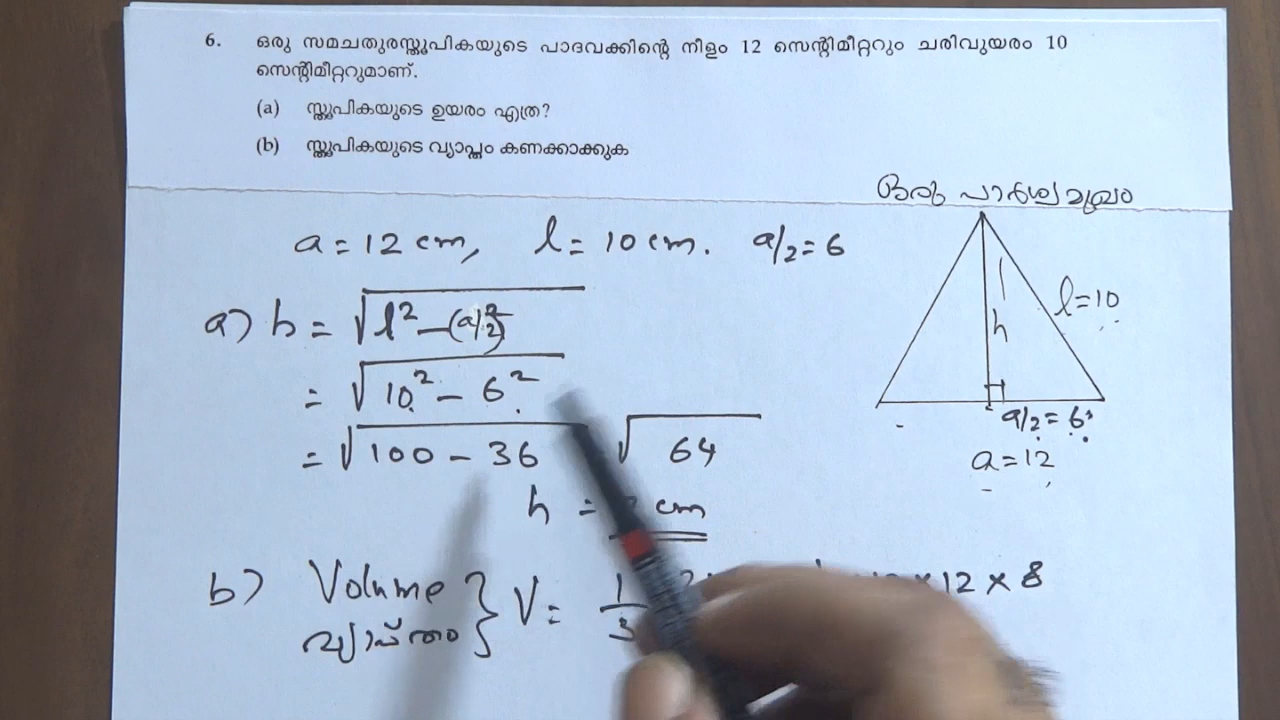 6. ഒരു സമചതുരസ്തൂപികയുടെ പാദവക്കിന്റെ നീളം 12 സെന്റിമീറ്ററും ചരിവുയരം 10
സെന്റിമീറ്ററുമാണ്.
(a) സ്തൂപികയുടെ ഉയരം എത്ര?
(b) സ്തൂപികയുടെ വ്യാപ്തം കണക്കാക്കുക
ഒരു പാർശ്വമുഖം
a = 12 cm, l = 10 cm. a/2 = 6
l = 10
h
a/2 = 6
a = 12
a) h = √(l² - (a/2)²)
= √(10² - 6²)
= √(100 - 36) √64
h = cm
b) Volume
വ്യാപ്തം } V = 1/3 × 12 × 8